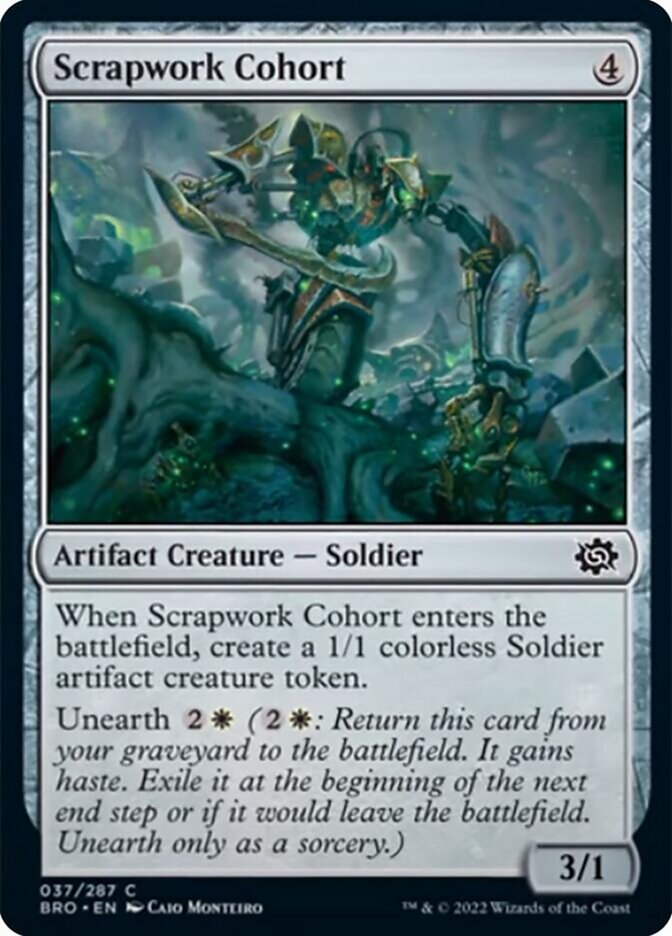 Scrapwork Cohort 4
Artifact Creature — Soldier
When Scrapwork Cohort enters the
battlefield, create a 1/1 colorless Soldier
artifact creature token.
Unearth 2 (2 : Return this card from
your graveyard to the battlefield. It gains
haste. Exile it at the beginning of the next
end step or if it would leave the battlefield.
Unearth only as a sorcery.)
3/1
037/287 C
BRO • EN Caio Monteiro ™ & © 2022 Wizards of the Coast